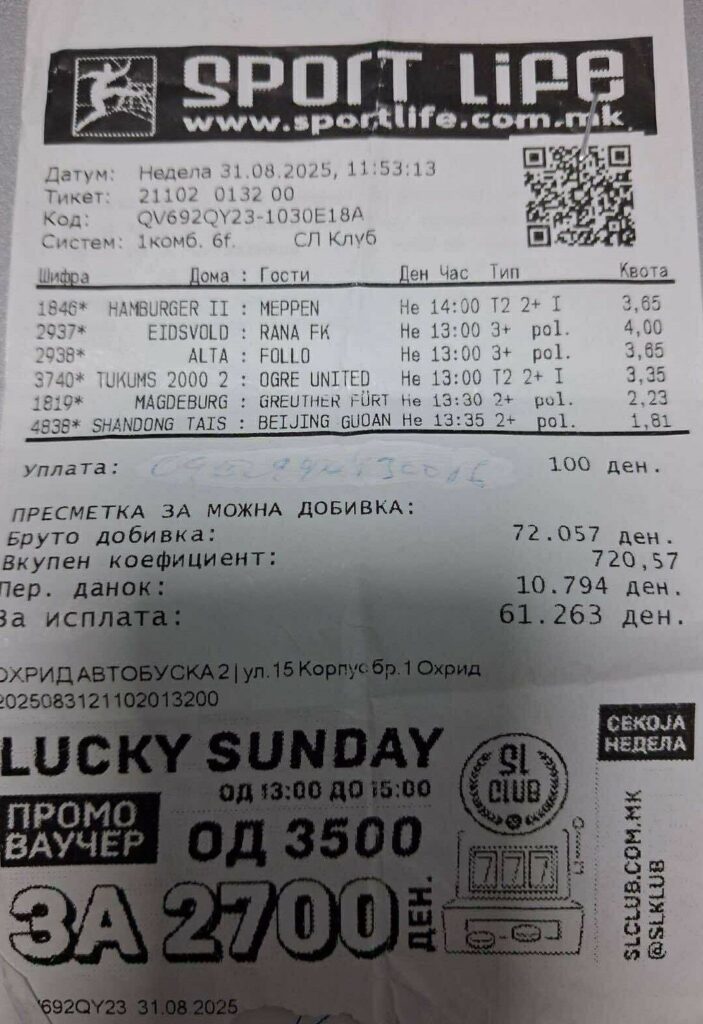 SPORT LIFE
www.sportlife.com.mk
Датум: Недела 31.08.2025, 11:53:13
Тикет: 21102 0132 00
Код: QV692QY23-1030E18A
Систем: 1комб. 6f. СЛ Клуб
Шифра Дома : Гости Ден Час Тип Квота
1846* HAMBURGER II : MEPPEN Не 14:00 T2 2+ I 3,65
2937* EIDSVOLD : RANA FK Не 13:00 3+ pol. 4,00
2938* ALTA : FOLLO Не 13:00 3+ pol. 3,65
3740* TUKUMS 2000 2 : OGRE UNITED Не 13:00 T2 2+ I 3,35
1819* MAGDEBURG : GREUTHER FÜRT Не 13:30 2+ pol. 2,23
4838* SHANDONG TAIS : BEIJING GUOAN Не 13:35 2+ pol. 1,81
Уплата: 100 ден.
ПРЕСМЕТКА ЗА МОЖНА ДОБИВКА:
Бруто добивка: 72.057 ден.
Вкупен коефициент: 720,57
Пер. данок: 10.794 ден.
За исплата: 61.263 ден.
ОХРИД АВТОБУСКА 2 | ул.15 Корпус бр.1 Охрид
2025083121102013200
LUCKY SUNDAY
ОД 13:00 ДО 15:00
ПРОМО
ВАУЧЕР
ОД 3500
ЗА 2700 ДЕН.
SL
CLUB
777
СЕКОЈА
НЕДЕЛА
SLCLUB.COM.MK
@SLKLUB
V692QY23 31.08.2025